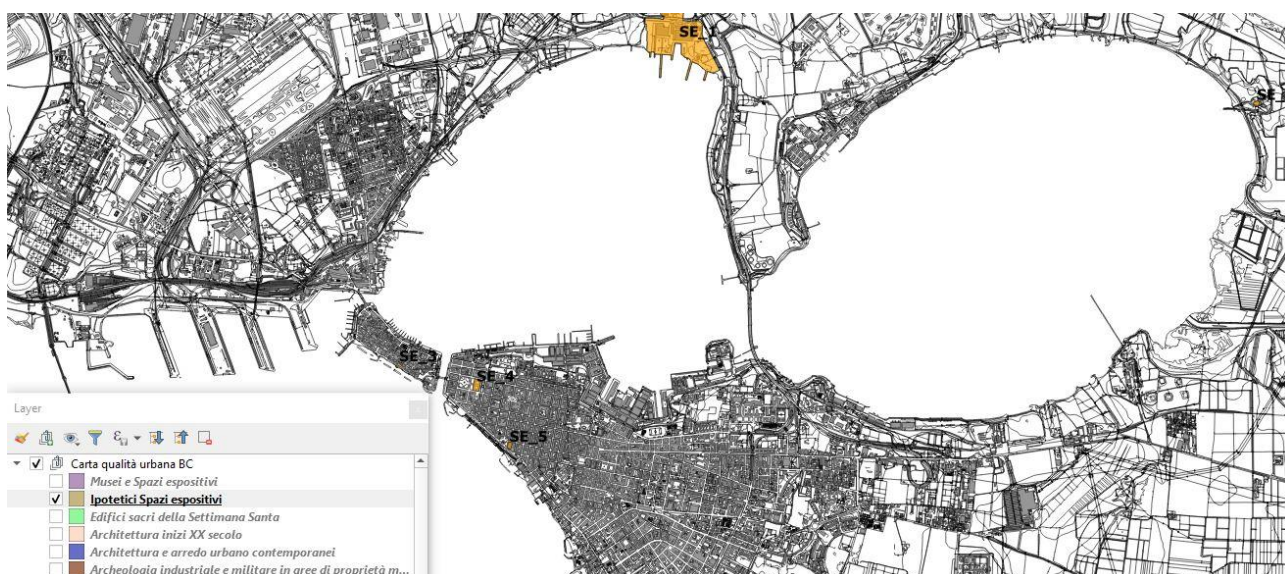 SE_1
SE
SE_3
SE_4
SE_5
Layer
Carta qualità urbana BC
Musei e Spazi espositivi
Ipotetici Spazi espositivi
Edifici sacri della Settimana Santa
Architettura inizi XX secolo
Architettura e arredo urbano contemporanei
Archeologia industriale e militare in aree di proprietà m...